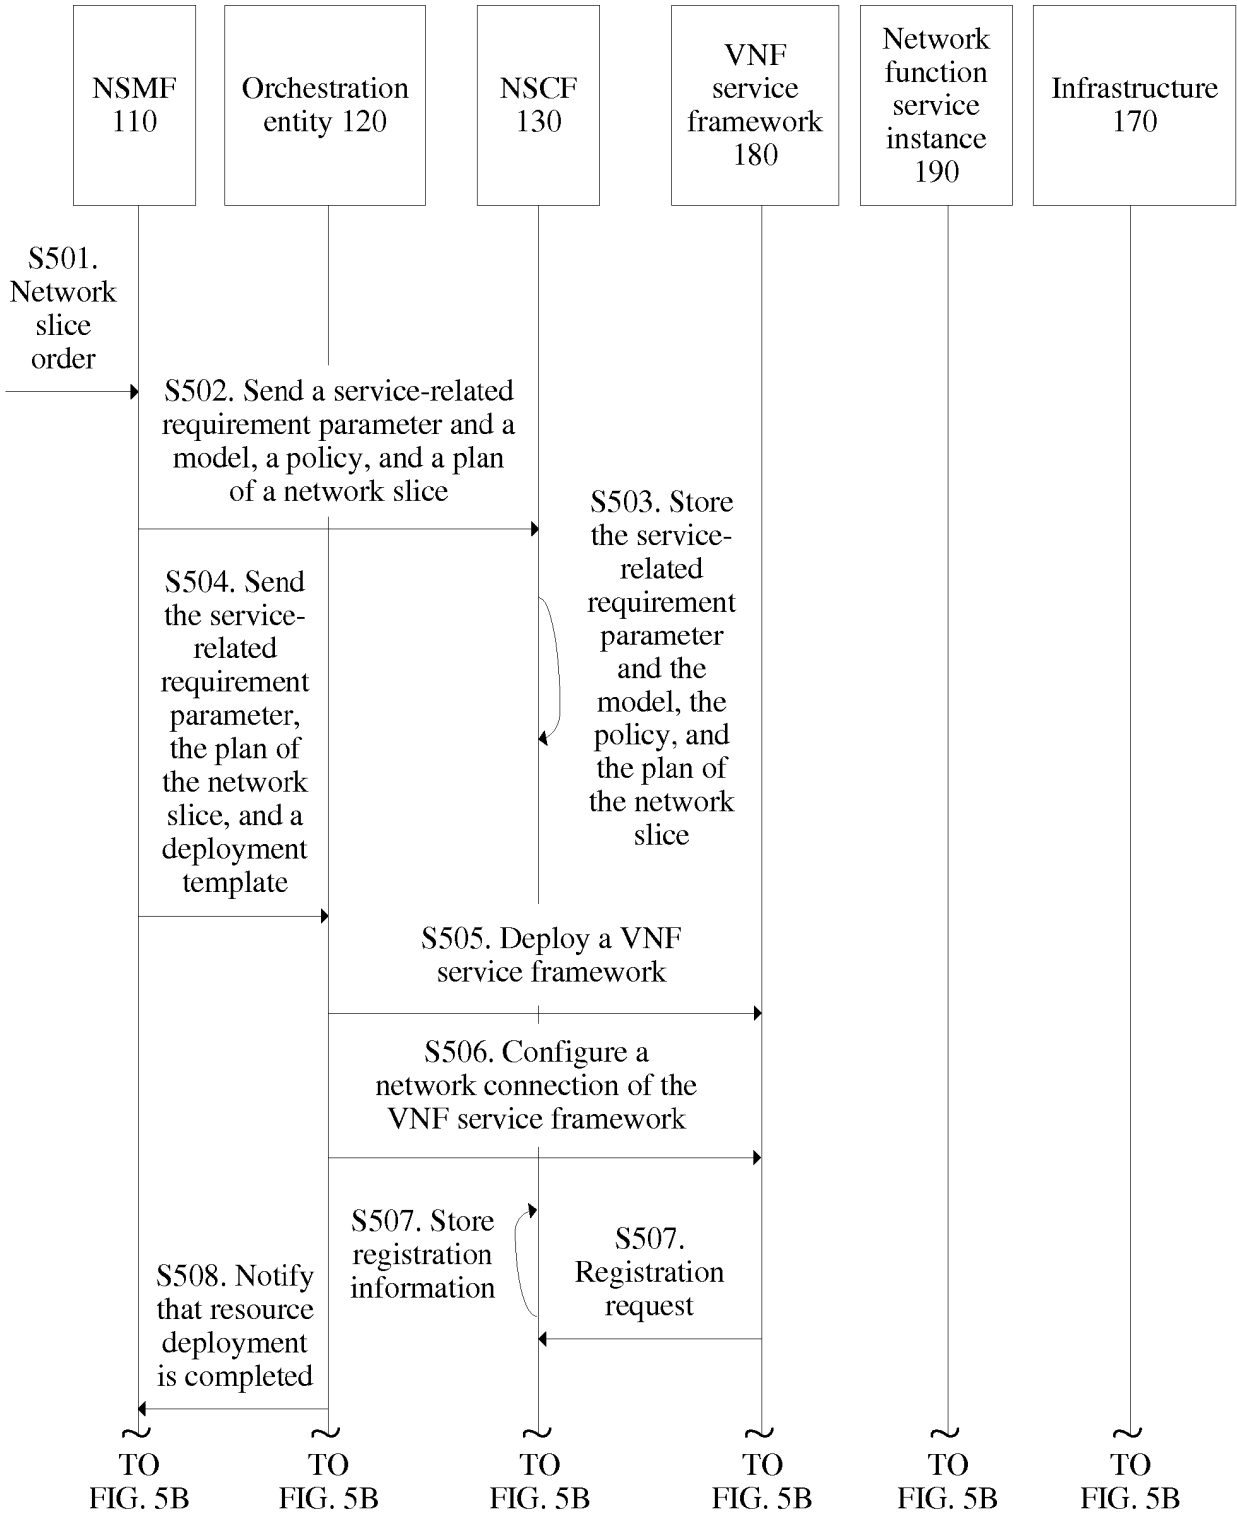 NSMF
110
Orchestration
entity 120
NSCF
130
VNF
service
framework
180
Network
function
service
instance
190
Infrastructure
170
S501.
Network
slice
order
S502. Send a service-related
requirement parameter and a
model, a policy, and a plan
of a network slice
S503. Store
the service-
related
requirement
parameter
and the
model, the
policy, and
the plan of
the network
slice
S504. Send
the service-
related
requirement
parameter,
the plan of
the network
slice, and a
deployment
template
S505. Deploy a VNF
service framework
S506. Configure a
network connection of the
VNF service framework
S507. Store
registration
information
S507.
Registration
request
S508. Notify
that resource
deployment
is completed
TO
FIG. 5B
TO
FIG. 5B
TO
FIG. 5B
TO
FIG. 5B
TO
FIG. 5B
TO
FIG. 5B